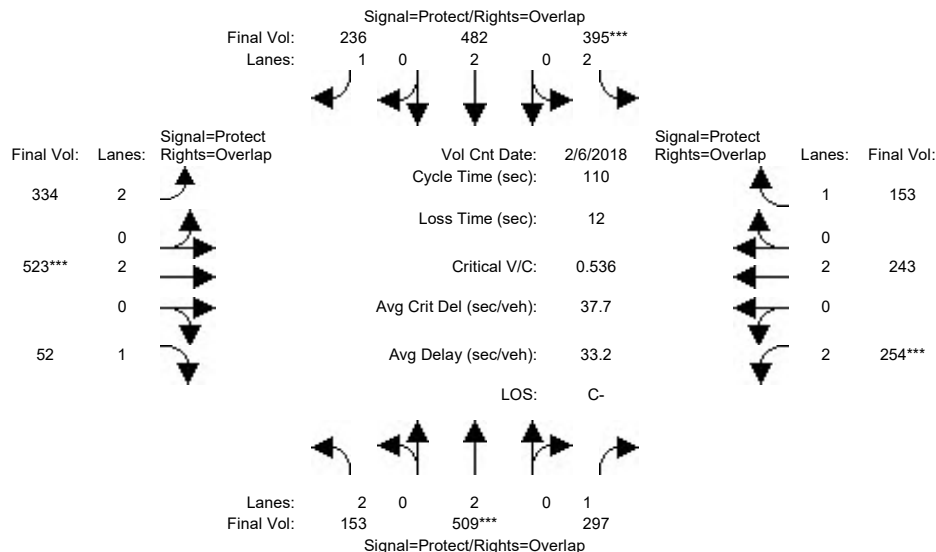 Signal=Protect/Rights=Overlap
Final Vol: 236 482 395***
Lanes: 1 0 2 0 2
Signal=Protect
Final Vol: Lanes: Rights=Overlap Vol Cnt Date: 2/6/2018 Signal=Protect
Rights=Overlap Lanes: Final Vol:
Cycle Time (sec): 110
334 2 1 153
Loss Time (sec): 12
0 0
523*** 2 Critical V/C: 0.536 2 243
0 Avg Crit Del (sec/veh): 37.7 0
52 1 Avg Delay (sec/veh): 33.2 2 254***
LOS: C-
Lanes: 2 0 2 0 1
Final Vol: 153 509*** 297
Signal=Protect/Rights=Overlap